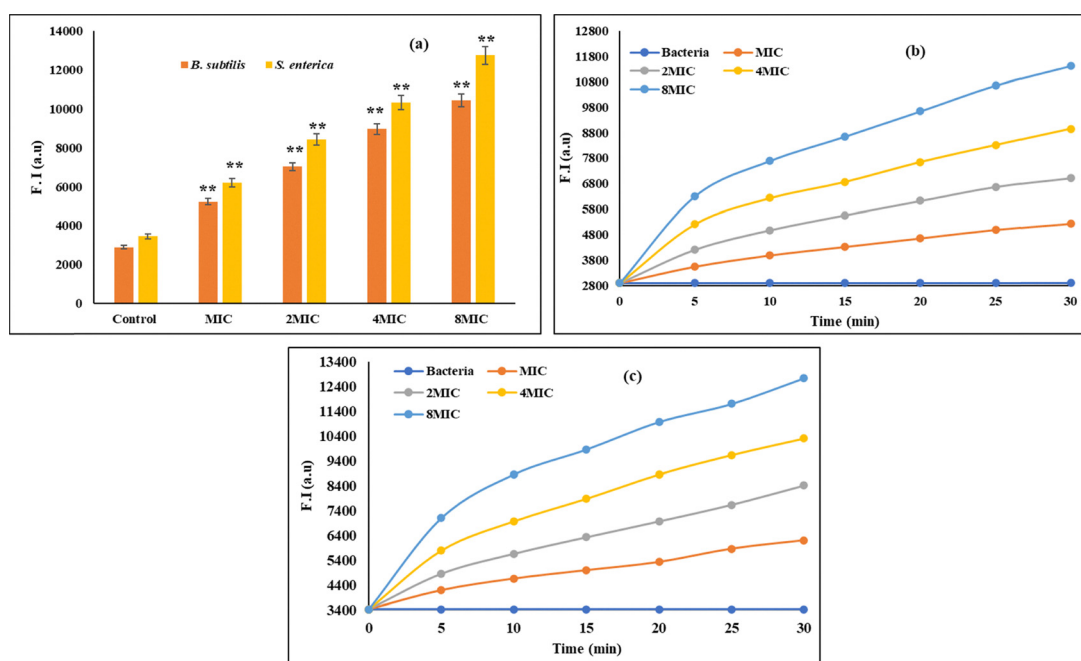 (a)
B. subtilis S. enterica
14000
12000
10000
8000
6000
4000
2000
0
F. I (a.u)
** ** ** ** ** ** ** **
Control MIC 2MIC 4MIC 8MIC
(b)
Bacteria MIC
2MIC 4MIC
8MIC
12800
11800
10800
9800
8800
7800
6800
5800
4800
3800
2800
F.I (a.u)
0 5 10 15 20 25 30
Time (min)
(c)
Bacteria MIC
2MIC 4MIC
8MIC
13400
12400
11400
10400
9400
8400
7400
6400
5400
4400
3400
F.I (a.u)
0 5 10 15 20 25 30
Time (min)